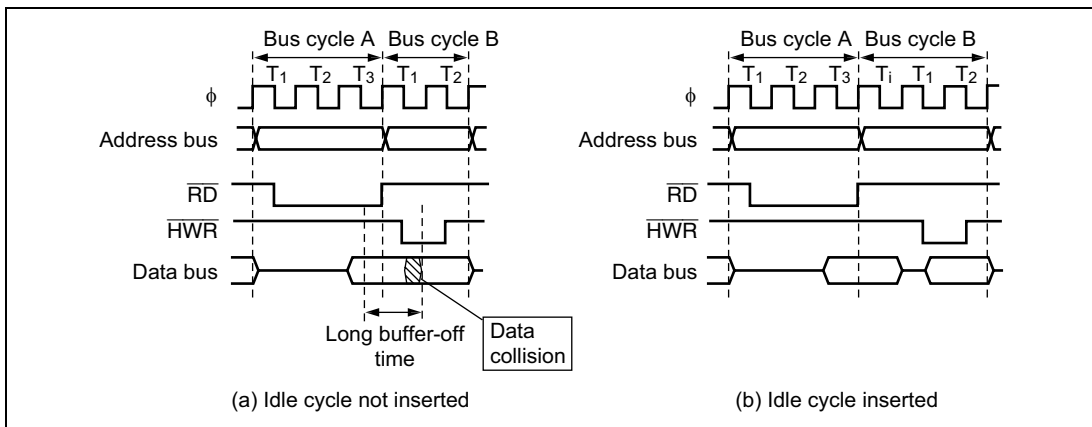 Bus cycle A Bus cycle B
T1 T2 T3 T1 T2
ϕ
Address bus
RD
HWR
Data bus
Long buffer-off
time
Data
collision
(a) Idle cycle not inserted
Bus cycle A Bus cycle B
T1 T2 T3 Ti T1 T2
ϕ
Address bus
RD
HWR
Data bus
(b) Idle cycle inserted